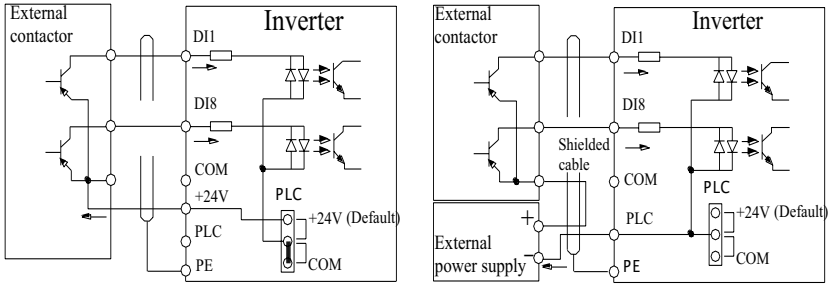 External
contactor
Inverter
DI1
DI8
COM
+24V
PLC
+24V (Default)
PLC
COM
PE
External
contactor
Inverter
DI1
DI8
Shielded
cable
COM
PLC
+24V (Default)
PLC
+
-
External
power supply
COM
PE